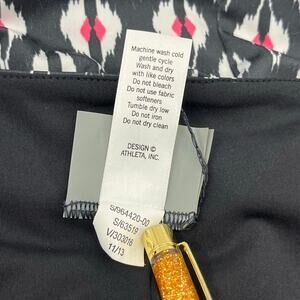 Machine wash cold
gentle cycle
Wash and dry
with like colors
Do not bleach
Do not use fabric
softeners
Tumble dry low
Do not iron
Do not dry clean
DESIGN ©
ATHLETA, INC.
S/964420-00
S/63519
V/303016
11/13